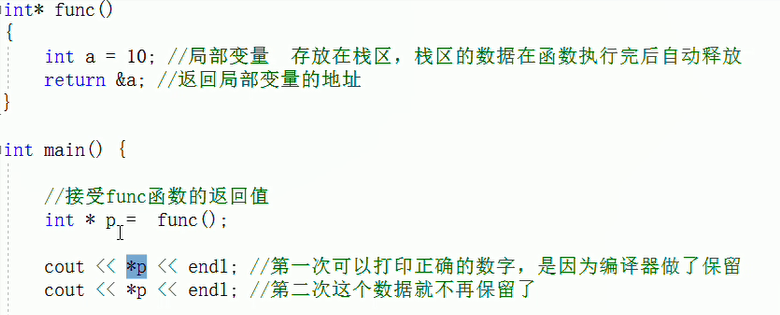 int* func()
{
int a = 10; //局部变量 存放在栈区，栈区的数据在函数执行完后自动释放
return &a; //返回局部变量的地址
}
int main() {
//接受func函数的返回值
int * p = func();
cout << *p << endl; //第一次可以打印正确的数字，是因为编译器做了保留
cout << *p << endl; //第二次这个数据就不再保留了